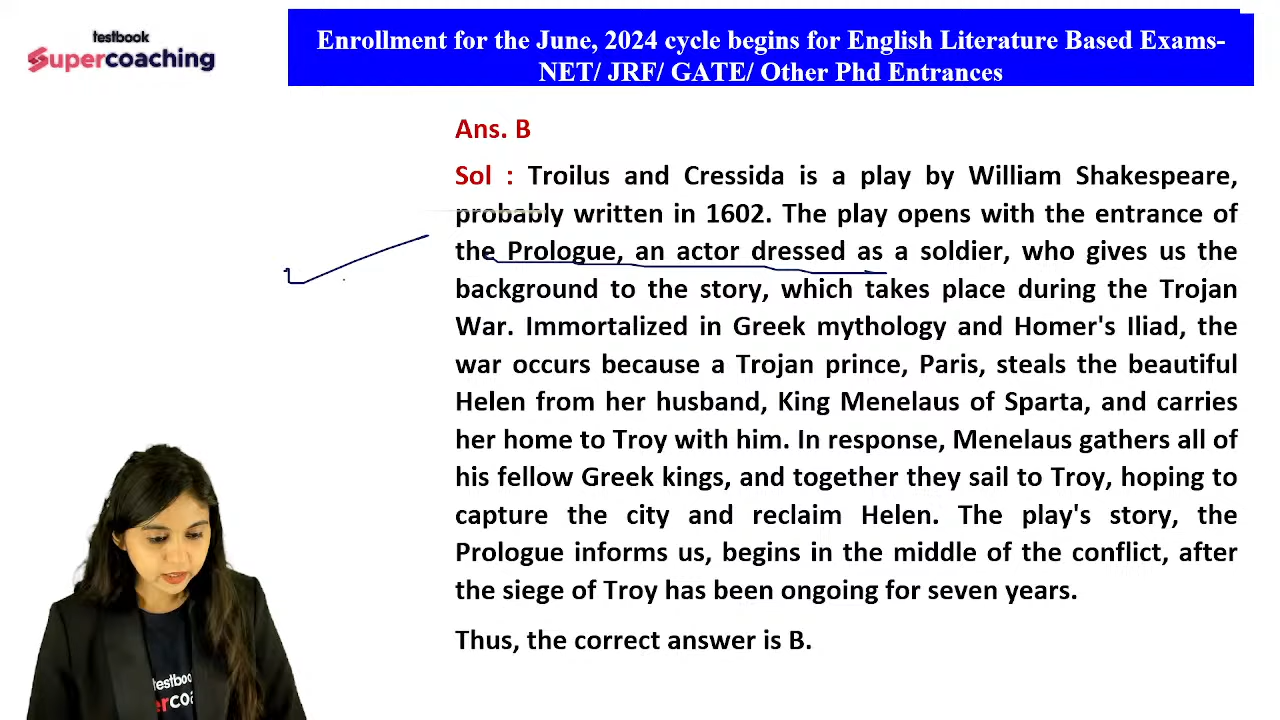 testbook
Supercoaching
Enrollment for the June, 2024 cycle begins for English Literature Based Exams-
NET/ JRF/ GATE/ Other Phd Entrances
Ans. B
Sol : Troilus and Cressida is a play by William Shakespeare,
probably written in 1602. The play opens with the entrance of
the Prologue, an actor dressed as a soldier, who gives us the
background to the story, which takes place during the Trojan
War. Immortalized in Greek mythology and Homer's Iliad, the
war occurs because a Trojan prince, Paris, steals the beautiful
Helen from her husband, King Menelaus of Sparta, and carries
her home to Troy with him. In response, Menelaus gathers all of
his fellow Greek kings, and together they sail to Troy, hoping to
capture the city and reclaim Helen. The play's story, the
Prologue informs us, begins in the middle of the conflict, after
the siege of Troy has been ongoing for seven years.
Thus, the correct answer is B.
testbook